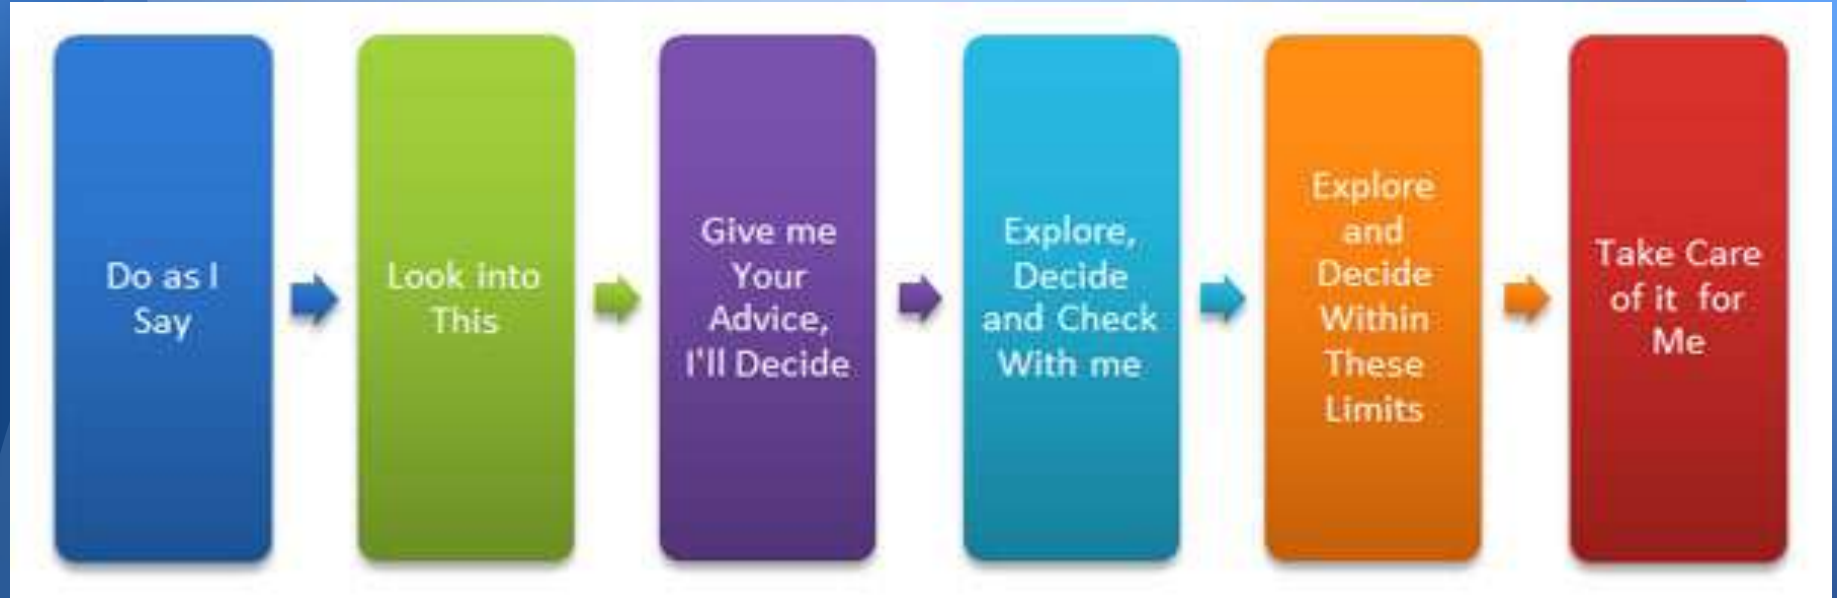 Do as I
Say
Look into
This
Give me
Your
Advice,
I'll Decide
Explore,
Decide
and Check
With me
Explore
and
Decide
Within
These
Limits
Take Care
of it  for
Me